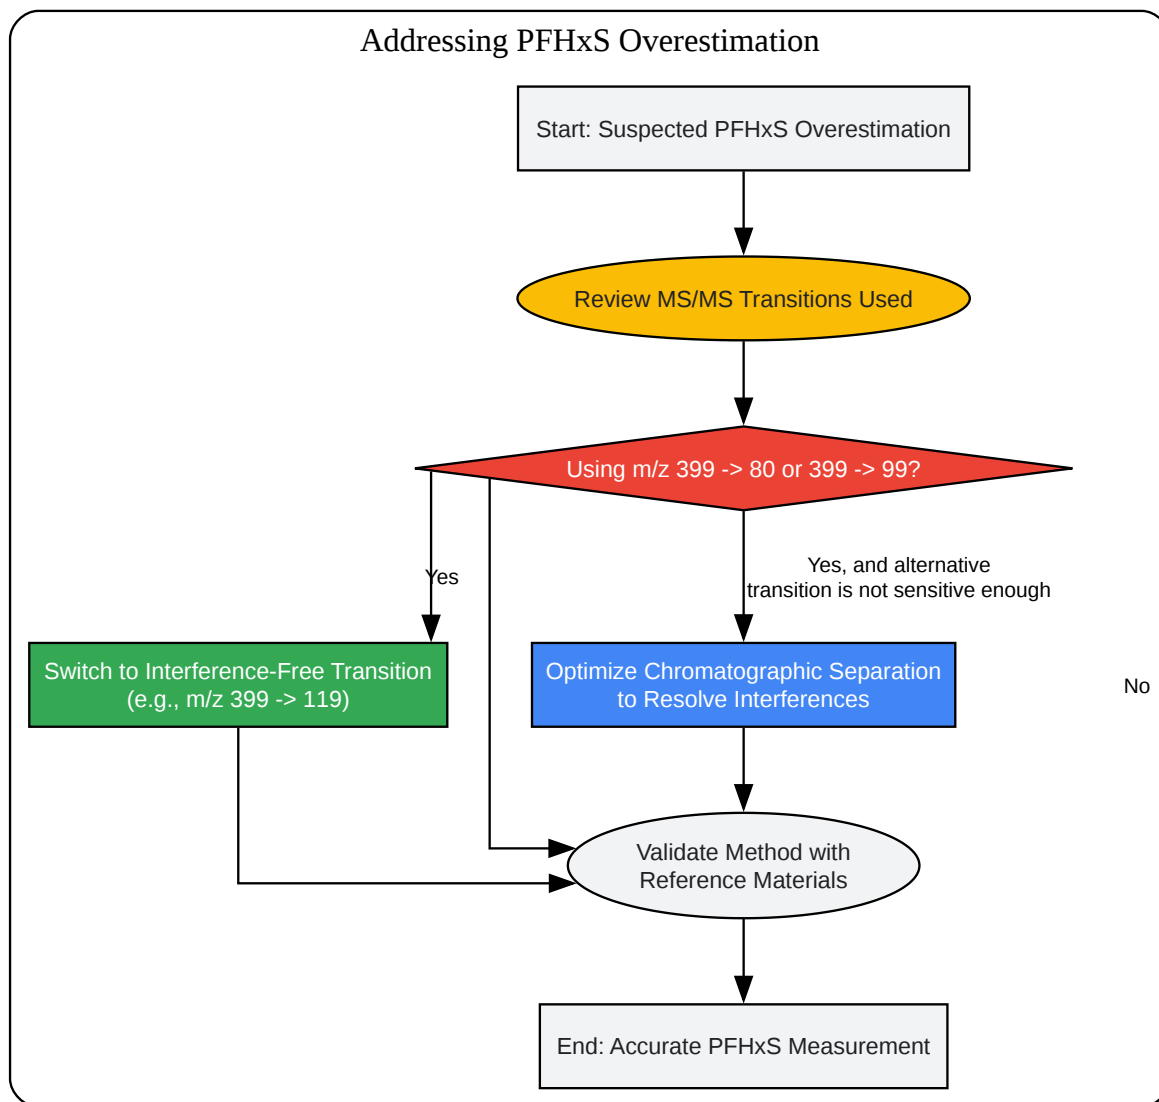 Addressing PFHxS Overestimation
Start: Suspected PFHxS Overestimation
Review MS/MS Transitions Used
Using m/z 399 -> 80 or 399 -> 99?
Yes
Yes, and alternative
transition is not sensitive enough
Switch to Interference-Free Transition
(e.g., m/z 399 -> 119)
Optimize Chromatographic Separation
to Resolve Interferences
No
Validate Method with
Reference Materials
End: Accurate PFHxS Measurement